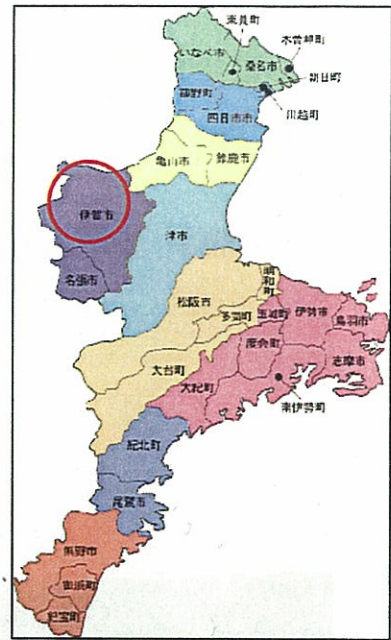 東員町
木曽岬町
いなべ市
桑名市
朝日町
菰野町
川越町
四日市市
亀山市
鈴鹿市
伊賀市
津市
名張市
松阪市
明和町
多気町
玉城町
伊勢市
鳥羽市
度会町
大台町
志摩市
大紀町
南伊勢町
紀北町
尾鷲市
熊野市
御浜町
紀宝町